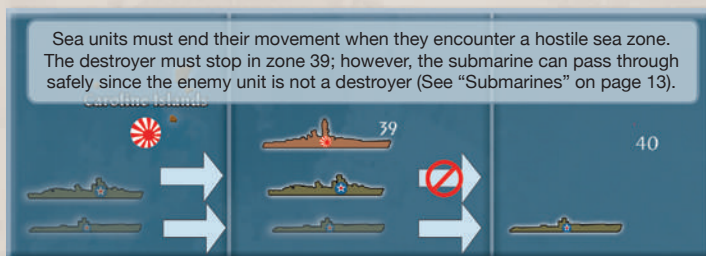 Sea units must end their movement when they encounter a hostile sea zone.
The destroyer must stop in zone 39; however, the submarine can pass through
safely since the enemy unit is not a destroyer (See “Submarines” on page 13).
Caroline Islands
39
40